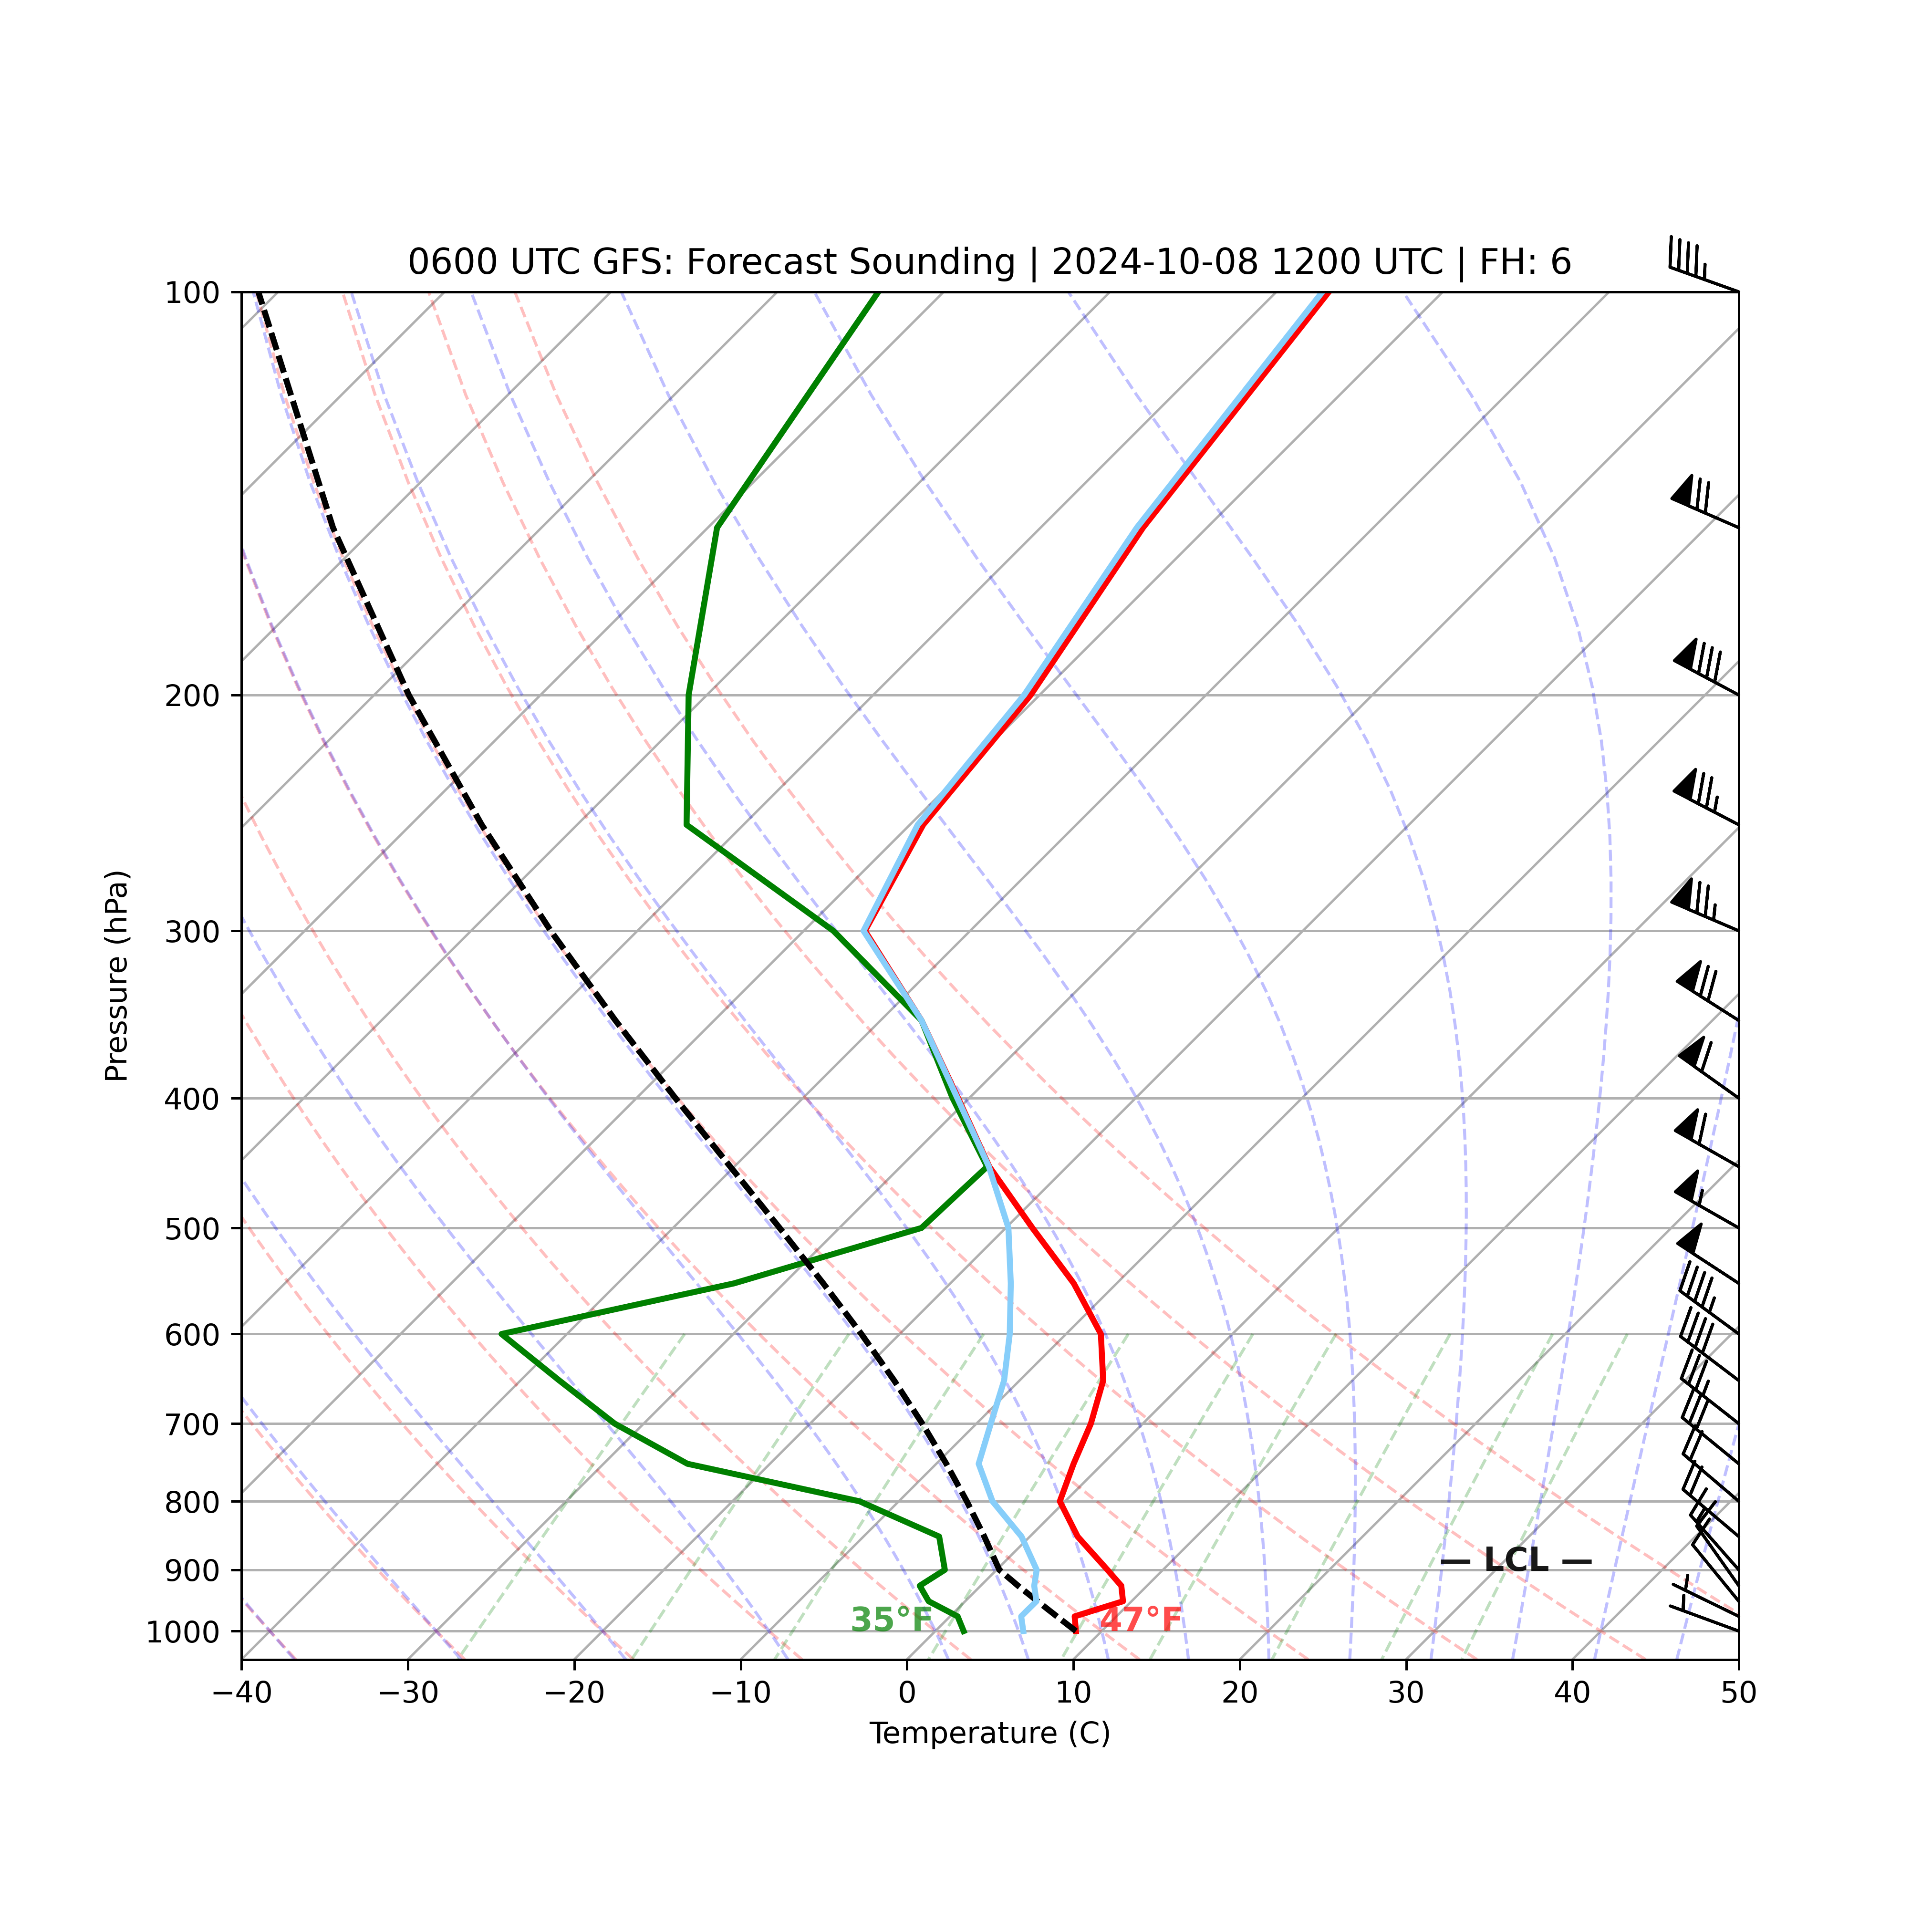 0600 UTC GFS: Forecast Sounding | 2024-10-08 1200 UTC | FH: 6
100
200
300
400
500
600
700
800
900
1000
Pressure (hPa)
— LCL —
35°F
47°F
−40 −30 −20 −10 0 10 20 30 40 50
Temperature (C)